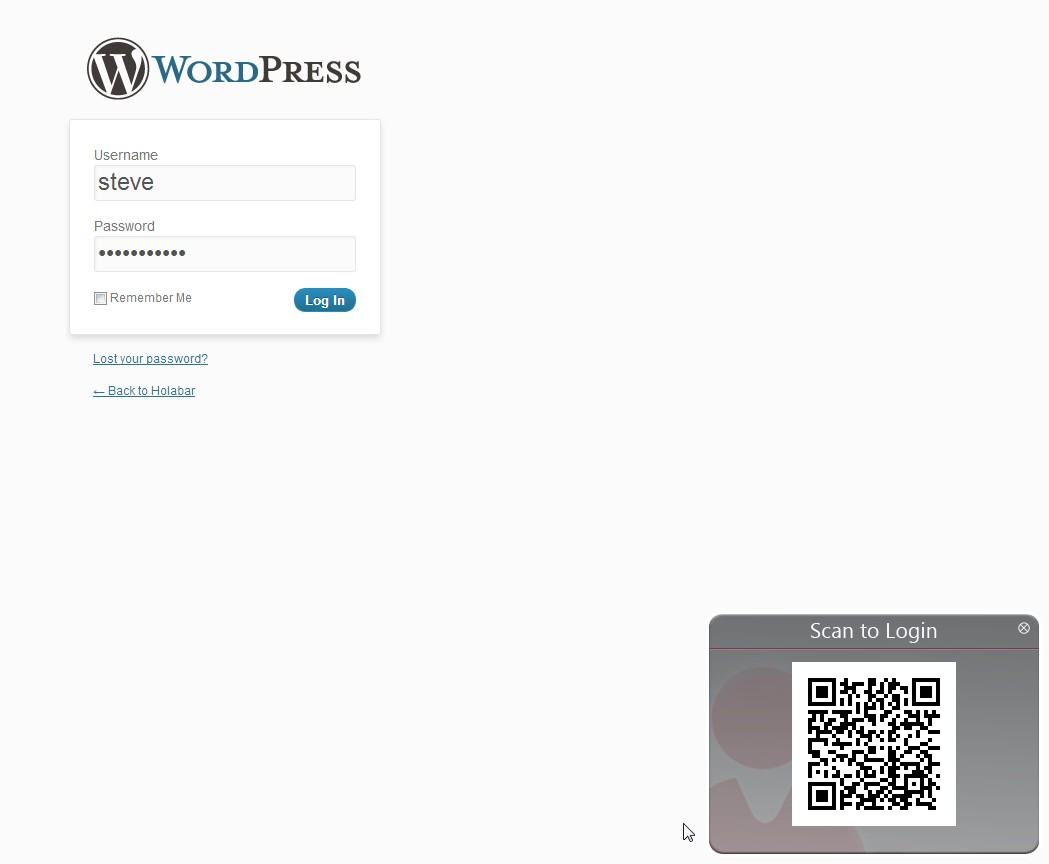 WORDPRESS
Username
steve
Password
•••••••••••
Remember Me
Log In
Lost your password?
← Back to Holabar
Scan to Login